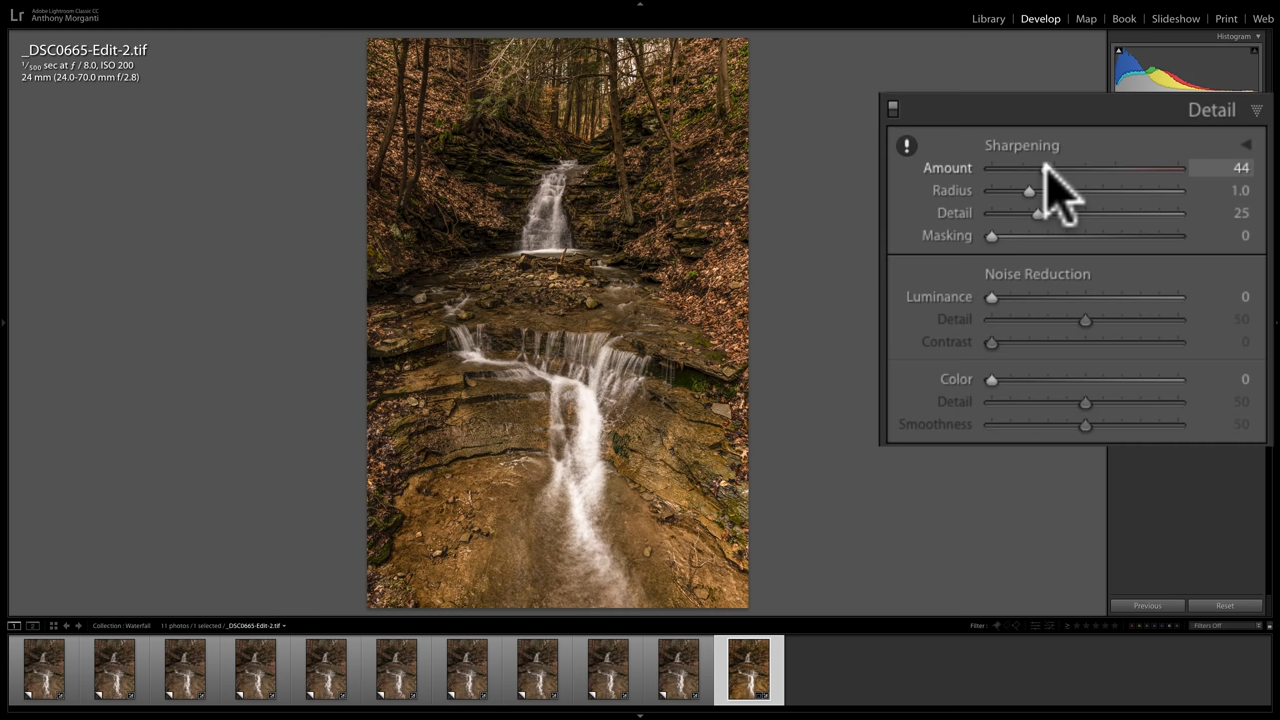 Lr
Adobe Lightroom Classic CC
Anthony Morganti
Library | Develop | Map | Book | Slideshow | Print | Web
_DSC0665-Edit-2.tif
1/500 sec at ƒ / 8.0, ISO 200
24 mm (24.0-70.0 mm f/2.8)
Histogram
Detail
Sharpening
Amount 44
Radius 1.0
Detail 25
Masking 0
Noise Reduction
Luminance 0
Detail 50
Contrast 0
Color 0
Detail 50
Smoothness 50
Previous Reset
1 2 Collection : Waterfall 11 photos / 1 selected / _DSC0665-Edit-2.tif Filter : Filters Off